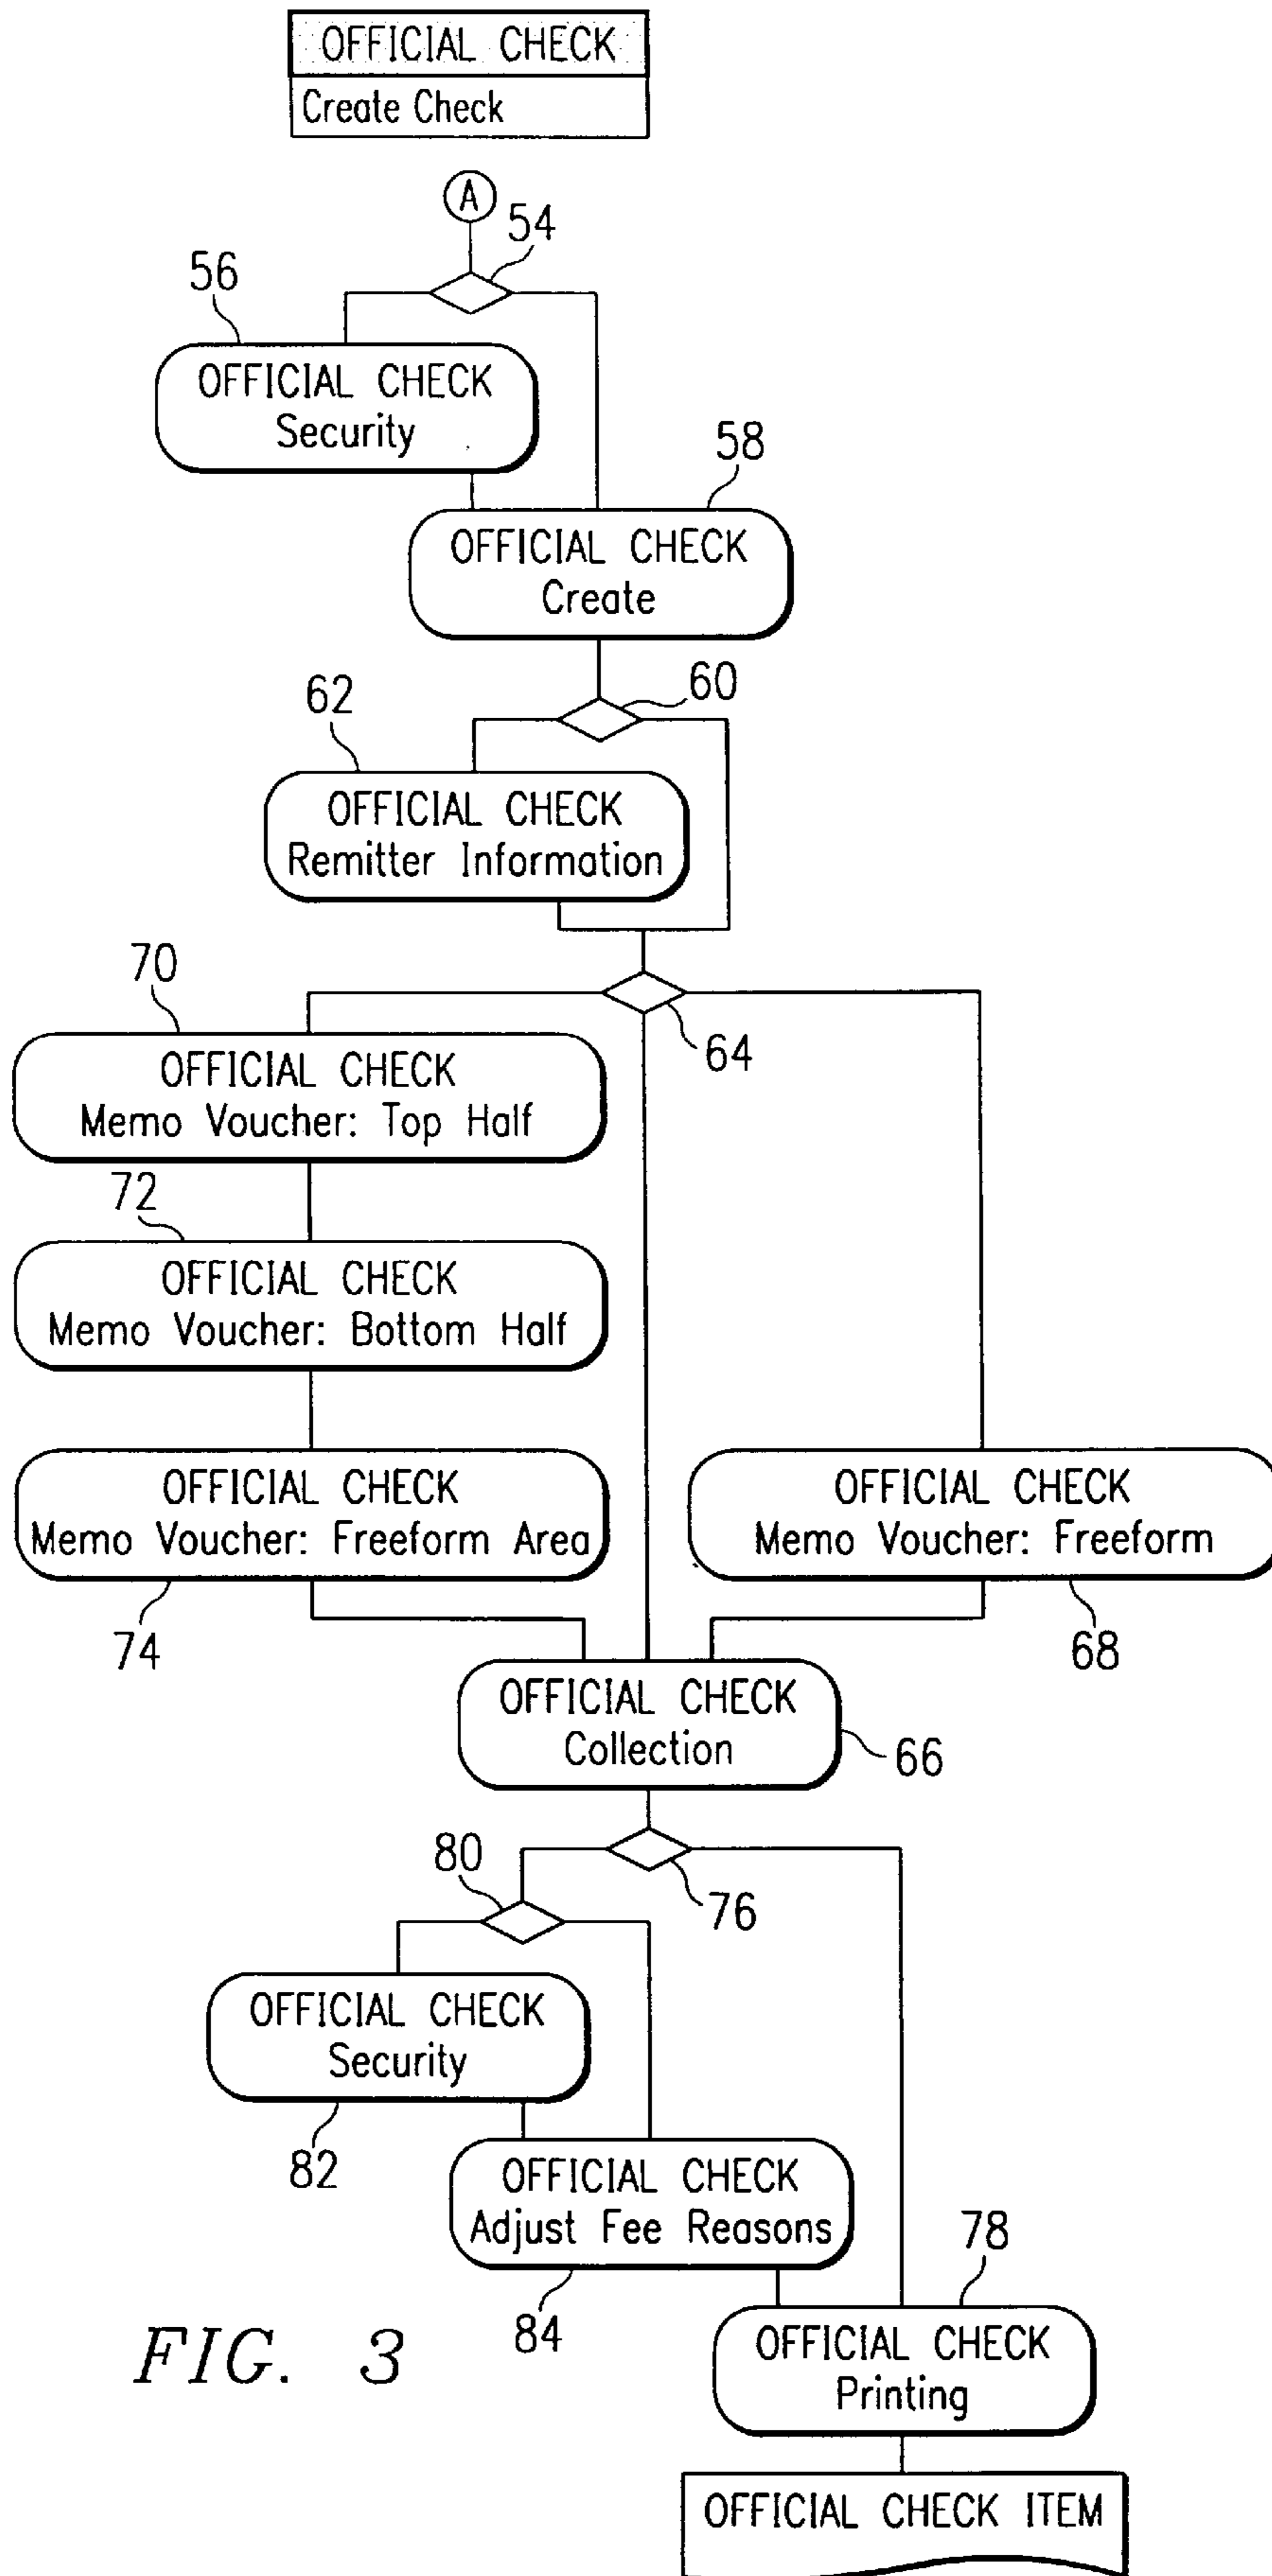 OFFICIAL CHECK
Create Check
A
54
56
OFFICIAL CHECK
Security
58
OFFICIAL CHECK
Create
60
62
OFFICIAL CHECK
Remitter Information
70
64
OFFICIAL CHECK
Memo Voucher: Top Half
72
OFFICIAL CHECK
Memo Voucher: Bottom Half
OFFICIAL CHECK
Memo Voucher: Freeform Area
OFFICIAL CHECK
Memo Voucher: Freeform
74
68
OFFICIAL CHECK
Collection
66
80
76
OFFICIAL CHECK
Security
82
OFFICIAL CHECK
Adjust Fee Reasons
78
84
OFFICIAL CHECK
Printing
FIG. 3
OFFICIAL CHECK ITEM